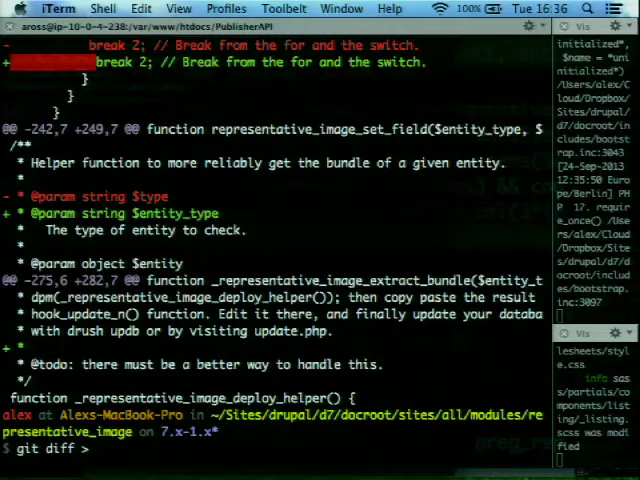 iTerm Shell Edit View Profiles Toolbelt Window Help 100% Tue 16:36
aross@ip-10-0-4-238:/var/www/htdocs/PublisherAPI
Vis
- break 2; // Break from the for and the switch.
+ break 2; // Break from the for and the switch.
}
}
}
@@ -242,7 +249,7 @@ function representative_image_set_field($entity_type, $
/**
* Helper function to more reliably get the bundle of a given entity.
*
- * @param string $type
+ * @param string $entity_type
* The type of entity to check.
*
* @param object $entity
@@ -275,6 +282,7 @@ function _representative_image_extract_bundle($entity_t
* dpm(_representative_image_deploy_helper()); then copy paste the result
* hook_update_n() function. Edit it there, and finally update your databa
* with drush updb or by visiting update.php.
+ *
* @todo: there must be a better way to handle this.
*/
function _representative_image_deploy_helper() {
alex at Alexs-MacBook-Pro in ~/Sites/drupal/d7/docroot/sites/all/modules/re
presentative_image on 7.x-1.x*
$ git diff >
initialized*,
$name = *uni
nitialized*)
/Users/alex/C
loud/Dropbox/
Sites/drupal/
d7/docroot/in
cludes/bootst
rap.inc:3043
[24-Sep-2013
12:35:50 Euro
pe/Berlin] PH
P 17. requir
e_once() /Use
rs/alex/Cloud
/Dropbox/Site
s/drupal/d7/d
ocroot/includ
es/bootstrap.
inc:3097
Vis
lesheets/styl
e.css
info sas
s/partials/co
mponents/list
ing/_listing.
scss was modi
fied